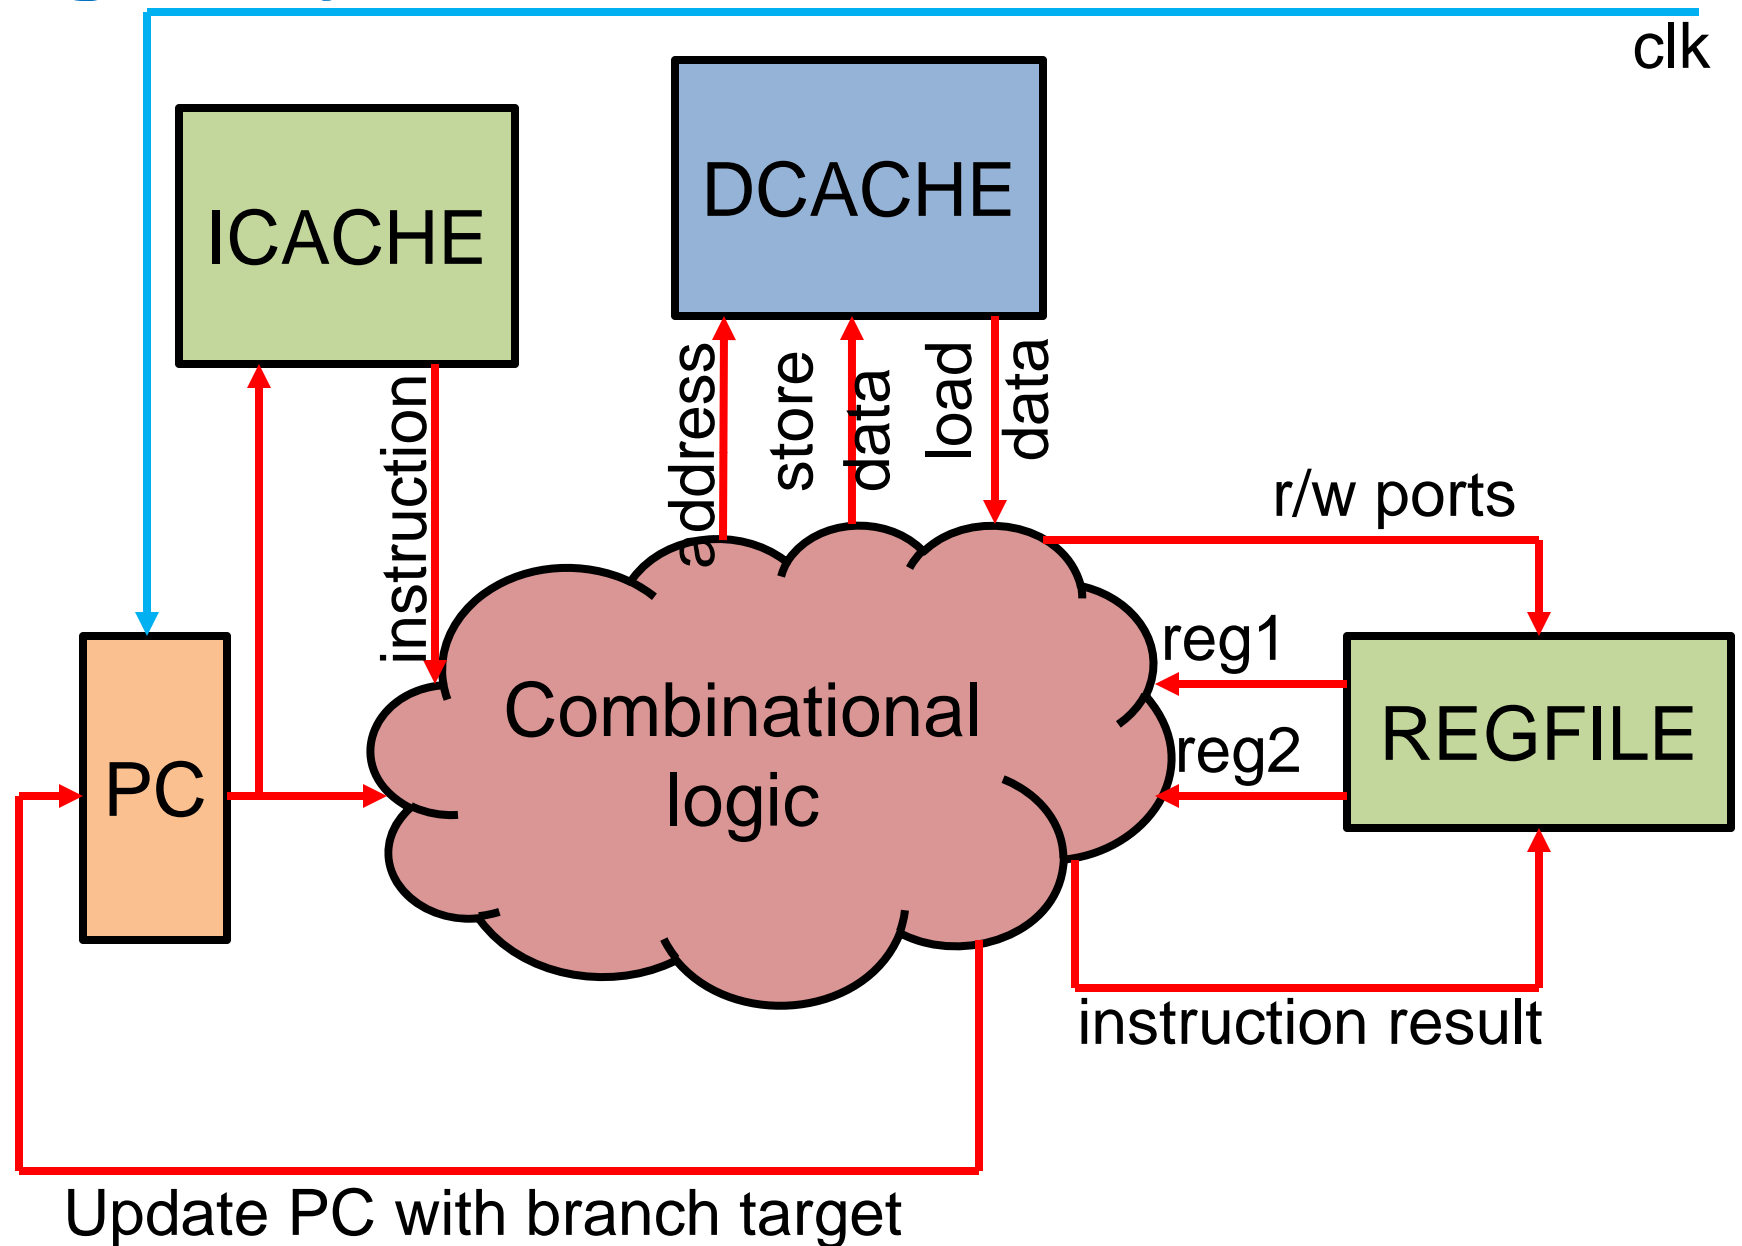 clk
DCACHE
ICACHE
address
store
data
load
data
instruction
r/w ports
reg1
Combinational
logic
reg2
REGFILE
PC
instruction result
Update PC with branch target